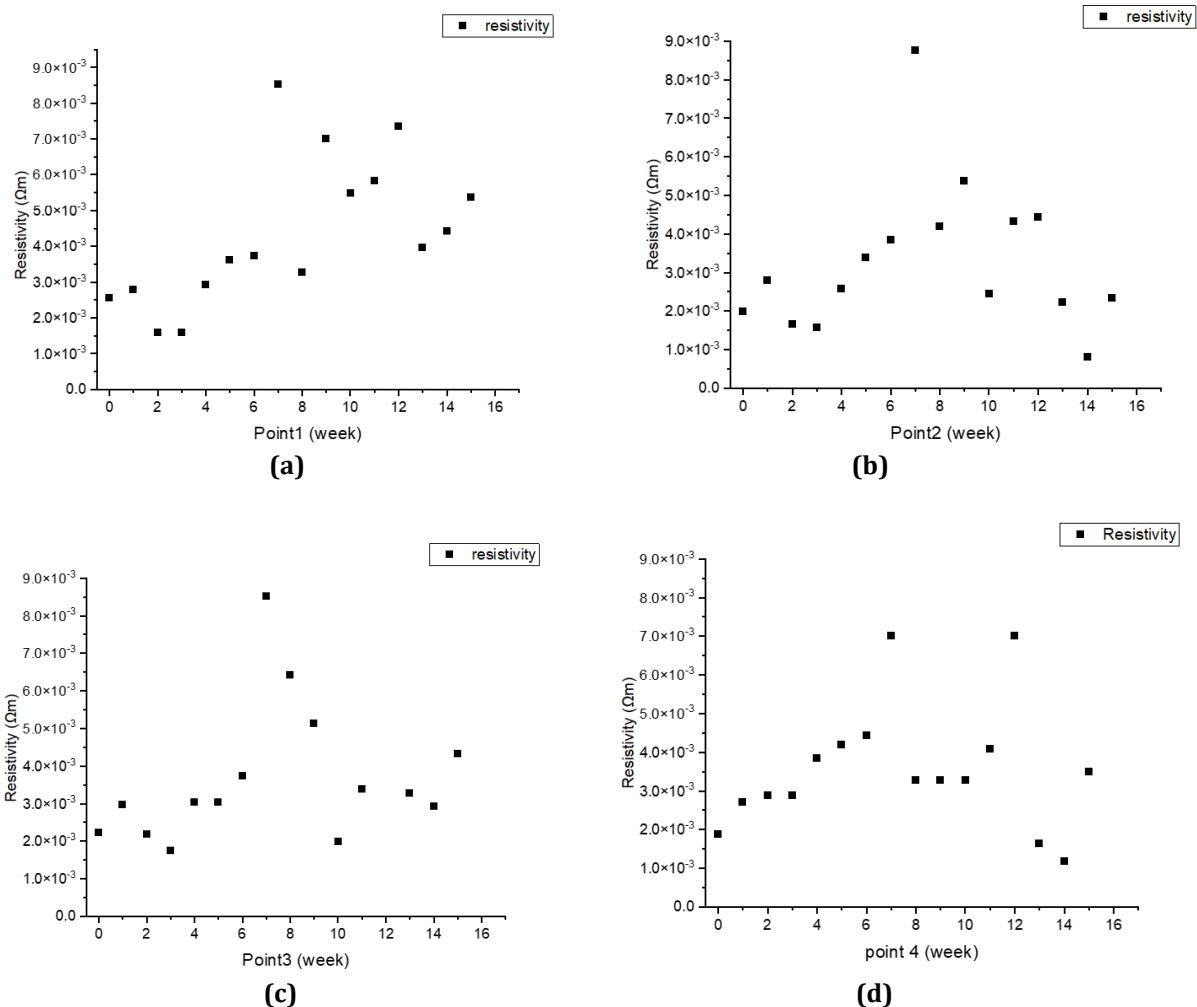 resistivity
9.0×10⁻³
8.0×10⁻³
7.0×10⁻³
6.0×10⁻³
5.0×10⁻³
4.0×10⁻³
3.0×10⁻³
2.0×10⁻³
1.0×10⁻³
0.0
Resistivity (Ωm)
0 2 4 6 8 10 12 14 16
Point1 (week)
(a)
resistivity
9.0×10⁻³
8.0×10⁻³
7.0×10⁻³
6.0×10⁻³
5.0×10⁻³
4.0×10⁻³
3.0×10⁻³
2.0×10⁻³
1.0×10⁻³
0.0
Resistivity (Ωm)
0 2 4 6 8 10 12 14 16
Point2 (week)
(b)
resistivity
9.0×10⁻³
8.0×10⁻³
7.0×10⁻³
6.0×10⁻³
5.0×10⁻³
4.0×10⁻³
3.0×10⁻³
2.0×10⁻³
1.0×10⁻³
0.0
Resistivity (Ωm)
0 2 4 6 8 10 12 14 16
Point3 (week)
(c)
Resistivity
9.0×10⁻³
8.0×10⁻³
7.0×10⁻³
6.0×10⁻³
5.0×10⁻³
4.0×10⁻³
3.0×10⁻³
2.0×10⁻³
1.0×10⁻³
0.0
Resistivity (Ωm)
0 2 4 6 8 10 12 14 16
point 4 (week)
(d)